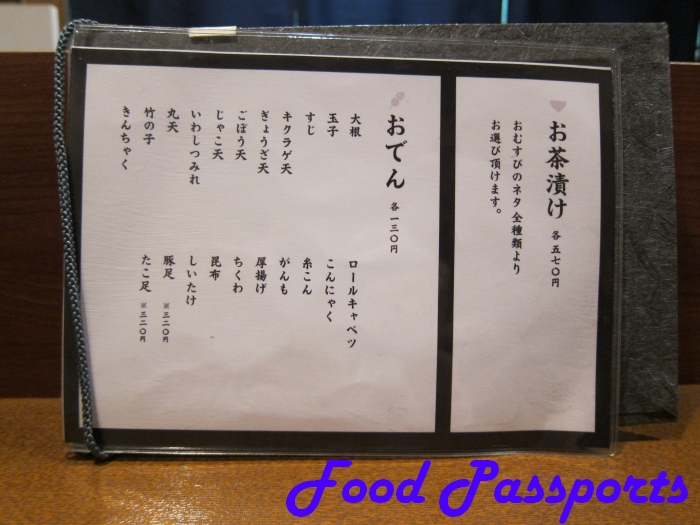 お茶漬け 各五七〇円
おむすびのネタ全種類より
お選び頂けます。
おでん 各一三〇円
大根
玉子
すじ
キクラゲ天
ぎょうざ天
ごぼう天
じゃこ天
いわしつみれ
丸天
竹の子
きんちゃく
ロールキャベツ
こんにゃく
糸こん
がんも
厚揚げ
ちくわ
昆布
しいたけ
豚足 ※三二〇円
たこ足 ※三二〇円
Food Passports